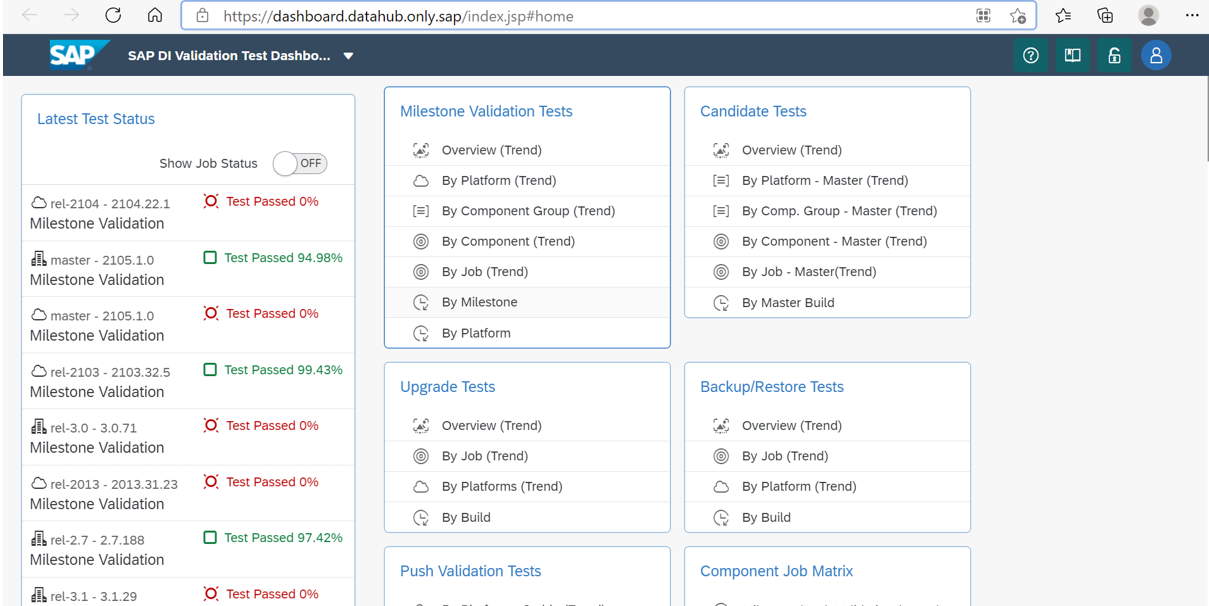 https://dashboard.datahub.only.sap/index.jsp#home
SAP
SAP DI Validation Test Dashbo...
Latest Test Status
Show Job Status OFF
rel-2104 - 2104.22.1 Test Passed 0%
Milestone Validation
master - 2105.1.0 Test Passed 94.98%
Milestone Validation
master - 2105.1.0 Test Passed 0%
Milestone Validation
rel-2103 - 2103.32.5 Test Passed 99.43%
Milestone Validation
rel-3.0 - 3.0.71 Test Passed 0%
Milestone Validation
rel-2013 - 2013.31.23 Test Passed 0%
Milestone Validation
rel-2.7 - 2.7.188 Test Passed 97.42%
Milestone Validation
rel-3.1 - 3.1.29 Test Passed 0%
Milestone Validation Tests
Overview (Trend)
By Platform (Trend)
By Component Group (Trend)
By Component (Trend)
By Job (Trend)
By Milestone
By Platform
Candidate Tests
Overview (Trend)
By Platform - Master (Trend)
By Comp. Group - Master (Trend)
By Component - Master (Trend)
By Job - Master(Trend)
By Master Build
Upgrade Tests
Overview (Trend)
By Job (Trend)
By Platforms (Trend)
By Build
Backup/Restore Tests
Overview (Trend)
By Job (Trend)
By Platform (Trend)
By Build
Push Validation Tests
Component Job Matrix